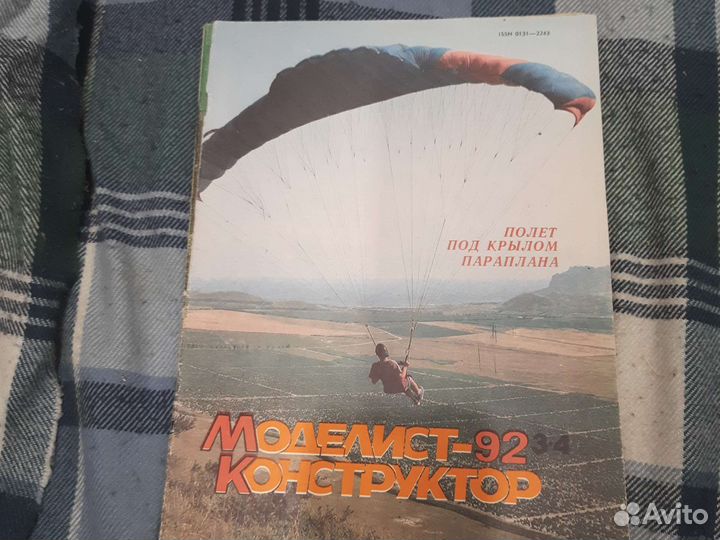 ISSN 0131—2243
ПОЛЕТ
ПОД КРЫЛОМ
ПАРАПЛАНА
МОДЕЛИСТ-92 3·4
КОНСТРУКТОР
Avito